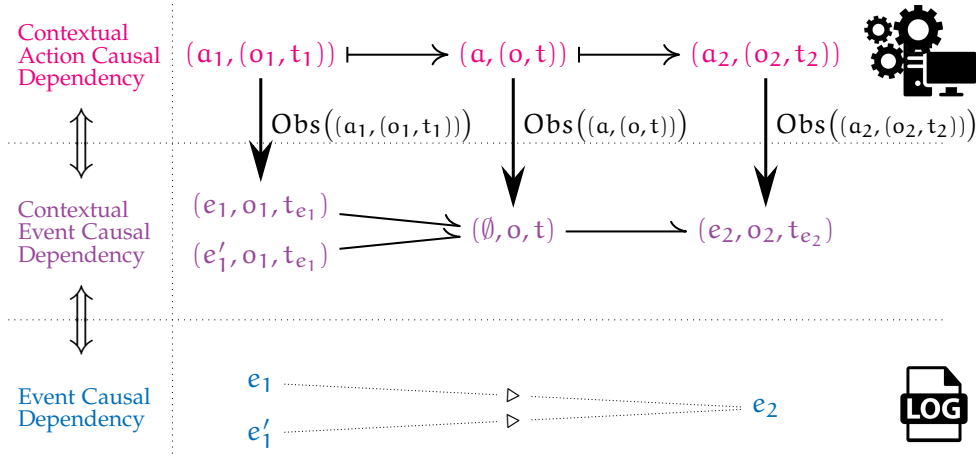 Contextual
Action Causal
Dependency
(a₁, (o₁, t₁)) ⟼ (a, (o, t)) ⟼ (a₂, (o₂, t₂))
Obs((a₁, (o₁, t₁))) Obs((a, (o, t))) Obs((a₂, (o₂, t₂)))
Contextual
Event Causal
Dependency
(e₁, o₁, tₑ₁)
(e′₁, o₁, tₑ₁)
(∅, o, t)
(e₂, o₂, tₑ₂)
Event Causal
Dependency
e₁
e′₁
e₂
LOG